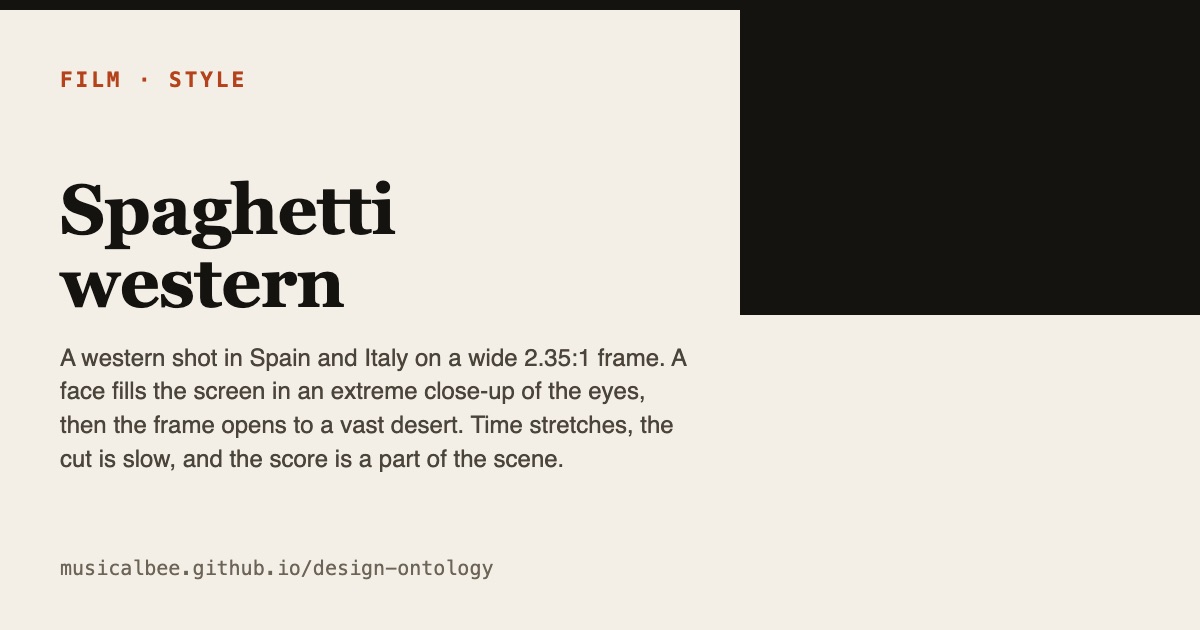 FILM · STYLE
Spaghetti
western
A western shot in Spain and Italy on a wide 2.35:1 frame. A
face fills the screen in an extreme close-up of the eyes,
then the frame opens to a vast desert. Time stretches, the
cut is slow, and the score is a part of the scene.
musicalbee.github.io/design-ontology